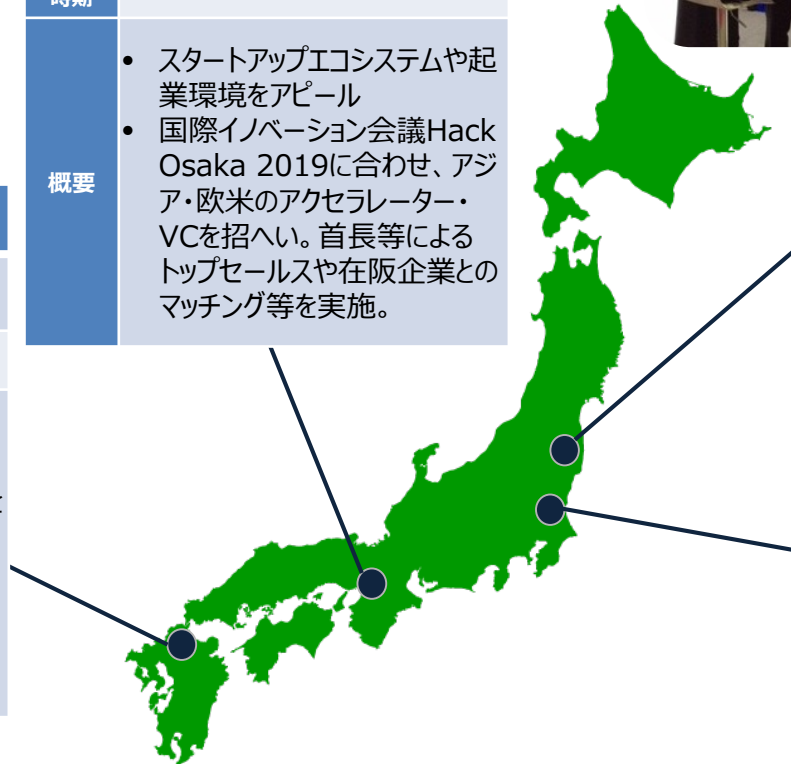 時期
• スタートアップエコシステムや起
業環境をアピール
• 国際イノベーション会議Hack
Osaka 2019に合わせ、アジ
ア・欧米のアクセラレーター・
VCを招へい。首長等による
トップセールスや在阪企業との
マッチング等を実施。
概要